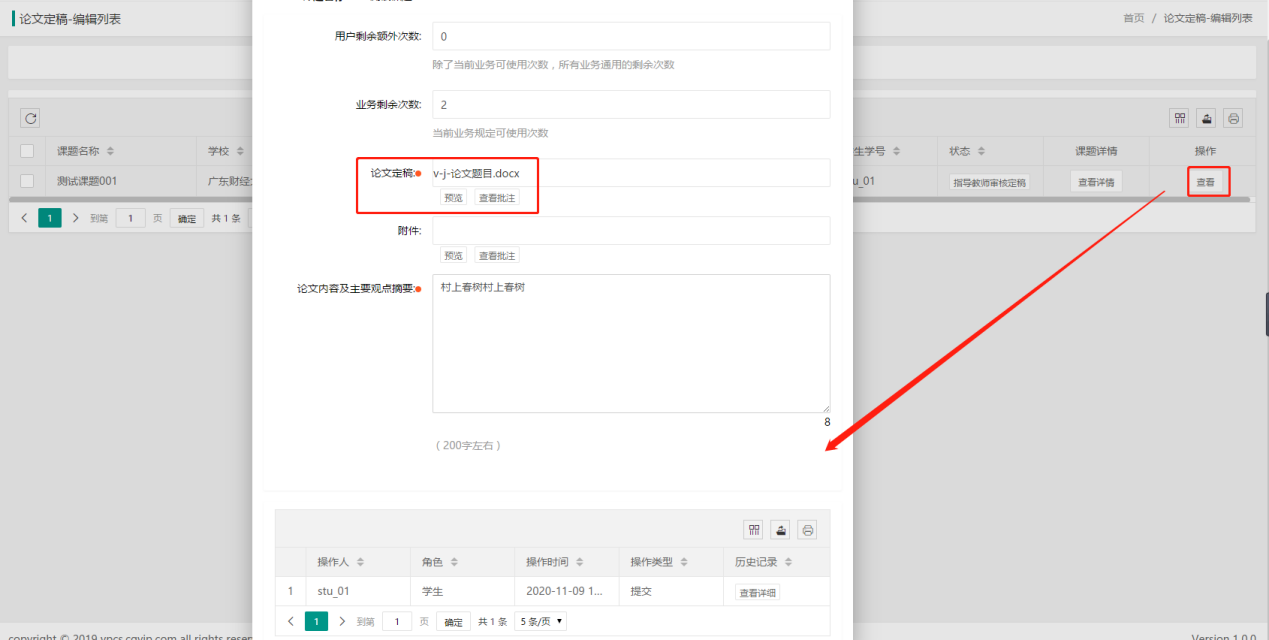 论文定稿-编辑列表
首页 / 论文定稿-编辑列表
用户剩余额外次数: 0
除了当前业务可使用次数，所有业务通用的剩余次数
业务剩余次数: 2
当前业务规定可使用次数
课题名称 学校 生学号 状态 课题详情 操作
论文定稿: v-j-论文题目.docx
测试课题001 广东财经 u_01 指导教师审核定稿 查看详情 查看
预览 查看批注
1 到第 1 页 确定 共 1 条
附件:
预览 查看批注
论文内容及主要观点摘要: 村上春树村上春树
8
( 200字左右 )
操作人 角色 操作时间 操作类型 历史记录
1 stu_01 学生 2020-11-09 1... 提交 查看详细
1 到第 1 页 确定 共 1 条 5 条/页
copyright © 2019 vpcs.cqvip.com all rights reser
Version 1.0.0